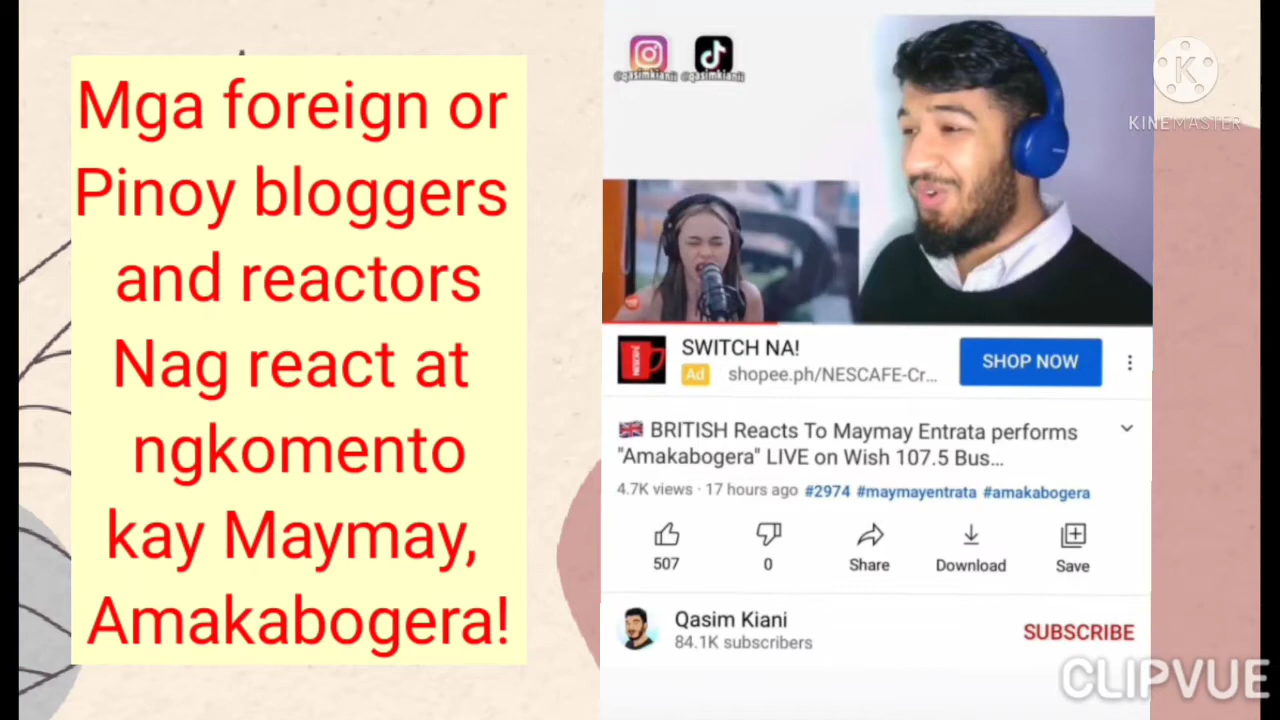 Mga foreign or
Pinoy bloggers
and reactors
Nag react at
ngkomento
kay Maymay,
Amakabogera!
@qasimkianii @qasimkianii
K
KINEMASTER
NESCAFÉ
SWITCH NA!
Ad shopee.ph/NESCAFE-Cr...
SHOP NOW
BRITISH Reacts To Maymay Entrata performs
"Amakabogera" LIVE on Wish 107.5 Bus...
4.7K views · 17 hours ago #2974 #maymayentrata #amakabogera
507 0 Share Download Save
Qasim Kiani
84.1K subscribers
SUBSCRIBE
CLIPVUE